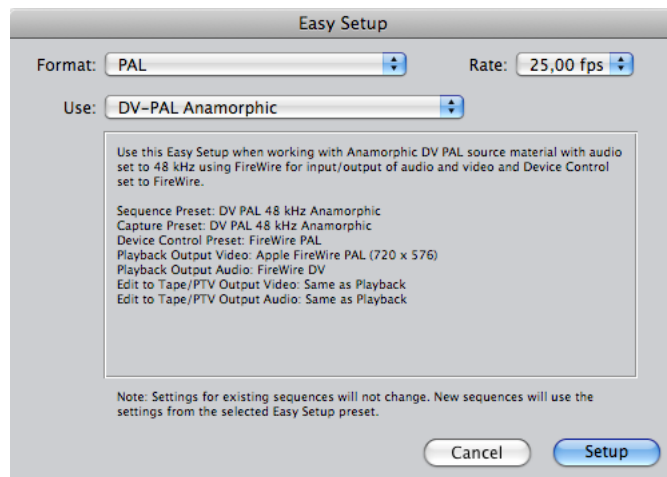 Easy Setup
Format: PAL Rate: 25,00 fps
Use: DV-PAL Anamorphic
Use this Easy Setup when working with Anamorphic DV PAL source material with audio
set to 48 kHz using FireWire for input/output of audio and video and Device Control
set to FireWire.
Sequence Preset: DV PAL 48 kHz Anamorphic
Capture Preset: DV PAL 48 kHz Anamorphic
Device Control Preset: FireWire PAL
Playback Output Video: Apple FireWire PAL (720 x 576)
Playback Output Audio: FireWire DV
Edit to Tape/PTV Output Video: Same as Playback
Edit to Tape/PTV Output Audio: Same as Playback
Note: Settings for existing sequences will not change. New sequences will use the
settings from the selected Easy Setup preset.
Cancel Setup